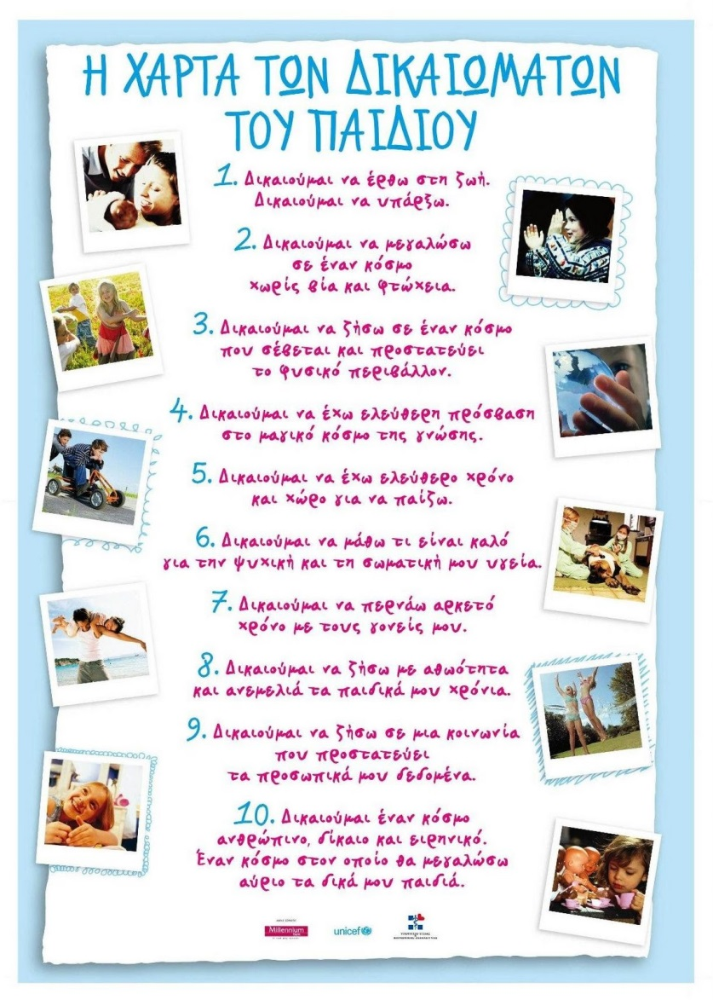 Η ΧΑΡΤΑ ΤΩΝ ΔΙΚΑΙΩΜΑΤΩΝ
ΤΟΥ ΠΑΙΔΙΟΥ
1. Δικαιούμαι να έρθω στη ζωή.
Δικαιούμαι να υπάρξω.
2. Δικαιούμαι να μεγαλώσω
σε έναν κόσμο
χωρίς βία και φτώχεια.
3. Δικαιούμαι να ζήσω σε έναν κόσμο
που σέβεται και προστατεύει
το φυσικό περιβάλλον.
4. Δικαιούμαι να έχω ελεύθερη πρόσβαση
στο μαγικό κόσμο της γνώσης.
5. Δικαιούμαι να έχω ελεύθερο χρόνο
και χώρο για να παίζω.
6. Δικαιούμαι να μάθω τι είναι καλό
για την ψυχική και τη σωματική μου υγεία.
7. Δικαιούμαι να περνάω αρκετό
χρόνο με τους γονείς μου.
8. Δικαιούμαι να ζήσω με αθωότητα
και ανεμελιά τα παιδικά μου χρόνια.
9. Δικαιούμαι να ζήσω σε μια κοινωνία
που προστατεύει
τα προσωπικά μου δεδομένα.
10. Δικαιούμαι έναν κόσμο
ανθρώπινο, δίκαιο και ειρηνικό.
Έναν κόσμο στον οποίο θα μεγαλώσω
αύριο τα δικά μου παιδιά.
Millennium
bank
unicef